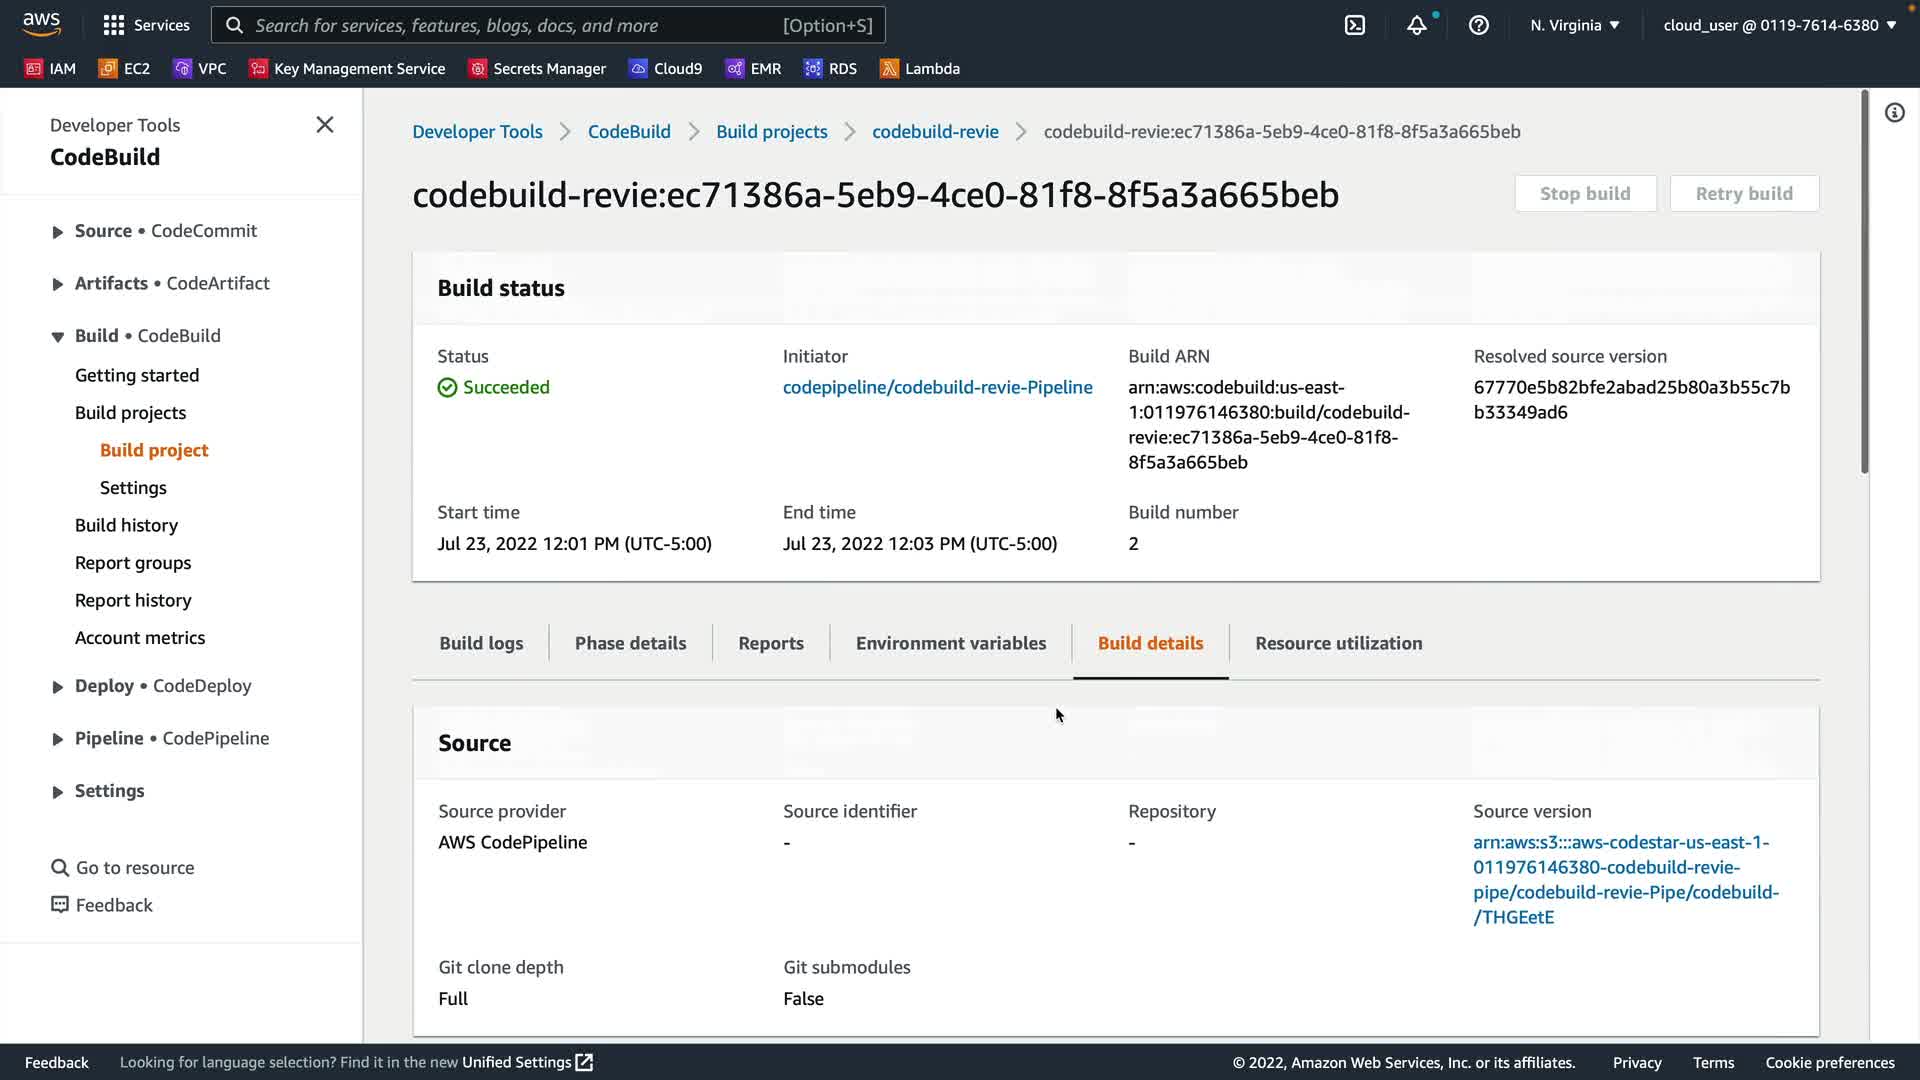 aws
Services
Search for services, features, blogs, docs, and more [Option+S]
N. Virginia
cloud_user @ 0119-7614-6380
IAM
EC2
VPC
Key Management Service
Secrets Manager
Cloud9
EMR
RDS
Lambda
Developer Tools
CodeBuild
Source • CodeCommit
Artifacts • CodeArtifact
Build • CodeBuild
Getting started
Build projects
Build project
Settings
Build history
Report groups
Report history
Account metrics
Deploy • CodeDeploy
Pipeline • CodePipeline
Settings
Go to resource
Feedback
Developer Tools
CodeBuild
Build projects
codebuild-revie
codebuild-revie:ec71386a-5eb9-4ce0-81f8-8f5a3a665beb
codebuild-revie:ec71386a-5eb9-4ce0-81f8-8f5a3a665beb
Stop build
Retry build
Build status
Status
Succeeded
Initiator
codepipeline/codebuild-revie-Pipeline
Build ARN
arn:aws:codebuild:us-east-
1:011976146380:build/codebuild-
revie:ec71386a-5eb9-4ce0-81f8-
8f5a3a665beb
Resolved source version
67770e5b82bfe2abad25b80a3b55c7b
b33349ad6
Start time
Jul 23, 2022 12:01 PM (UTC-5:00)
End time
Jul 23, 2022 12:03 PM (UTC-5:00)
Build number
2
Build logs
Phase details
Reports
Environment variables
Build details
Resource utilization
Source
Source provider
AWS CodePipeline
Source identifier
-
Repository
-
Source version
arn:aws:s3:::aws-codestar-us-east-1-
011976146380-codebuild-revie-
pipe/codebuild-revie-Pipe/codebuild-
/THGEetE
Git clone depth
Full
Git submodules
False
Feedback
Looking for language selection? Find it in the new Unified Settings
© 2022, Amazon Web Services, Inc. or its affiliates.
Privacy
Terms
Cookie preferences